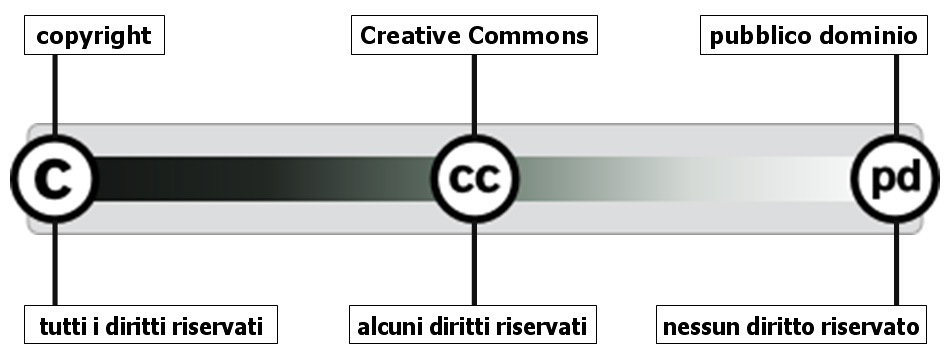 copyright
Creative Commons
pubblico dominio
C
cc
pd
tutti i diritti riservati
alcuni diritti riservati
nessun diritto riservato